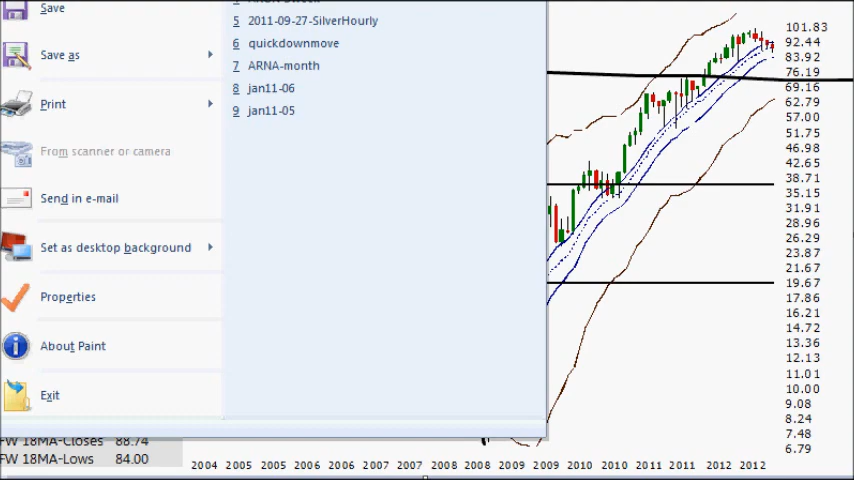 Save
5 2011-09-27-SilverHourly
6 quickdownmove
Save as
7 ARNA-month
8 jan11-06
Print
9 jan11-05
From scanner or camera
Send in e-mail
Set as desktop background
Properties
About Paint
Exit
FW 18MA-Closes 88.74
FW 18MA-Lows 84.00
101.83
92.44
83.92
76.19
69.16
62.79
57.00
51.75
46.98
42.65
38.71
35.15
31.91
28.96
26.29
23.87
21.67
19.67
17.86
16.21
14.72
13.36
12.13
11.01
10.00
9.08
8.24
7.48
6.79
2004 2005 2005 2006 2006 2007 2007 2008 2008 2009 2009 2010 2010 2011 2011 2012 2012